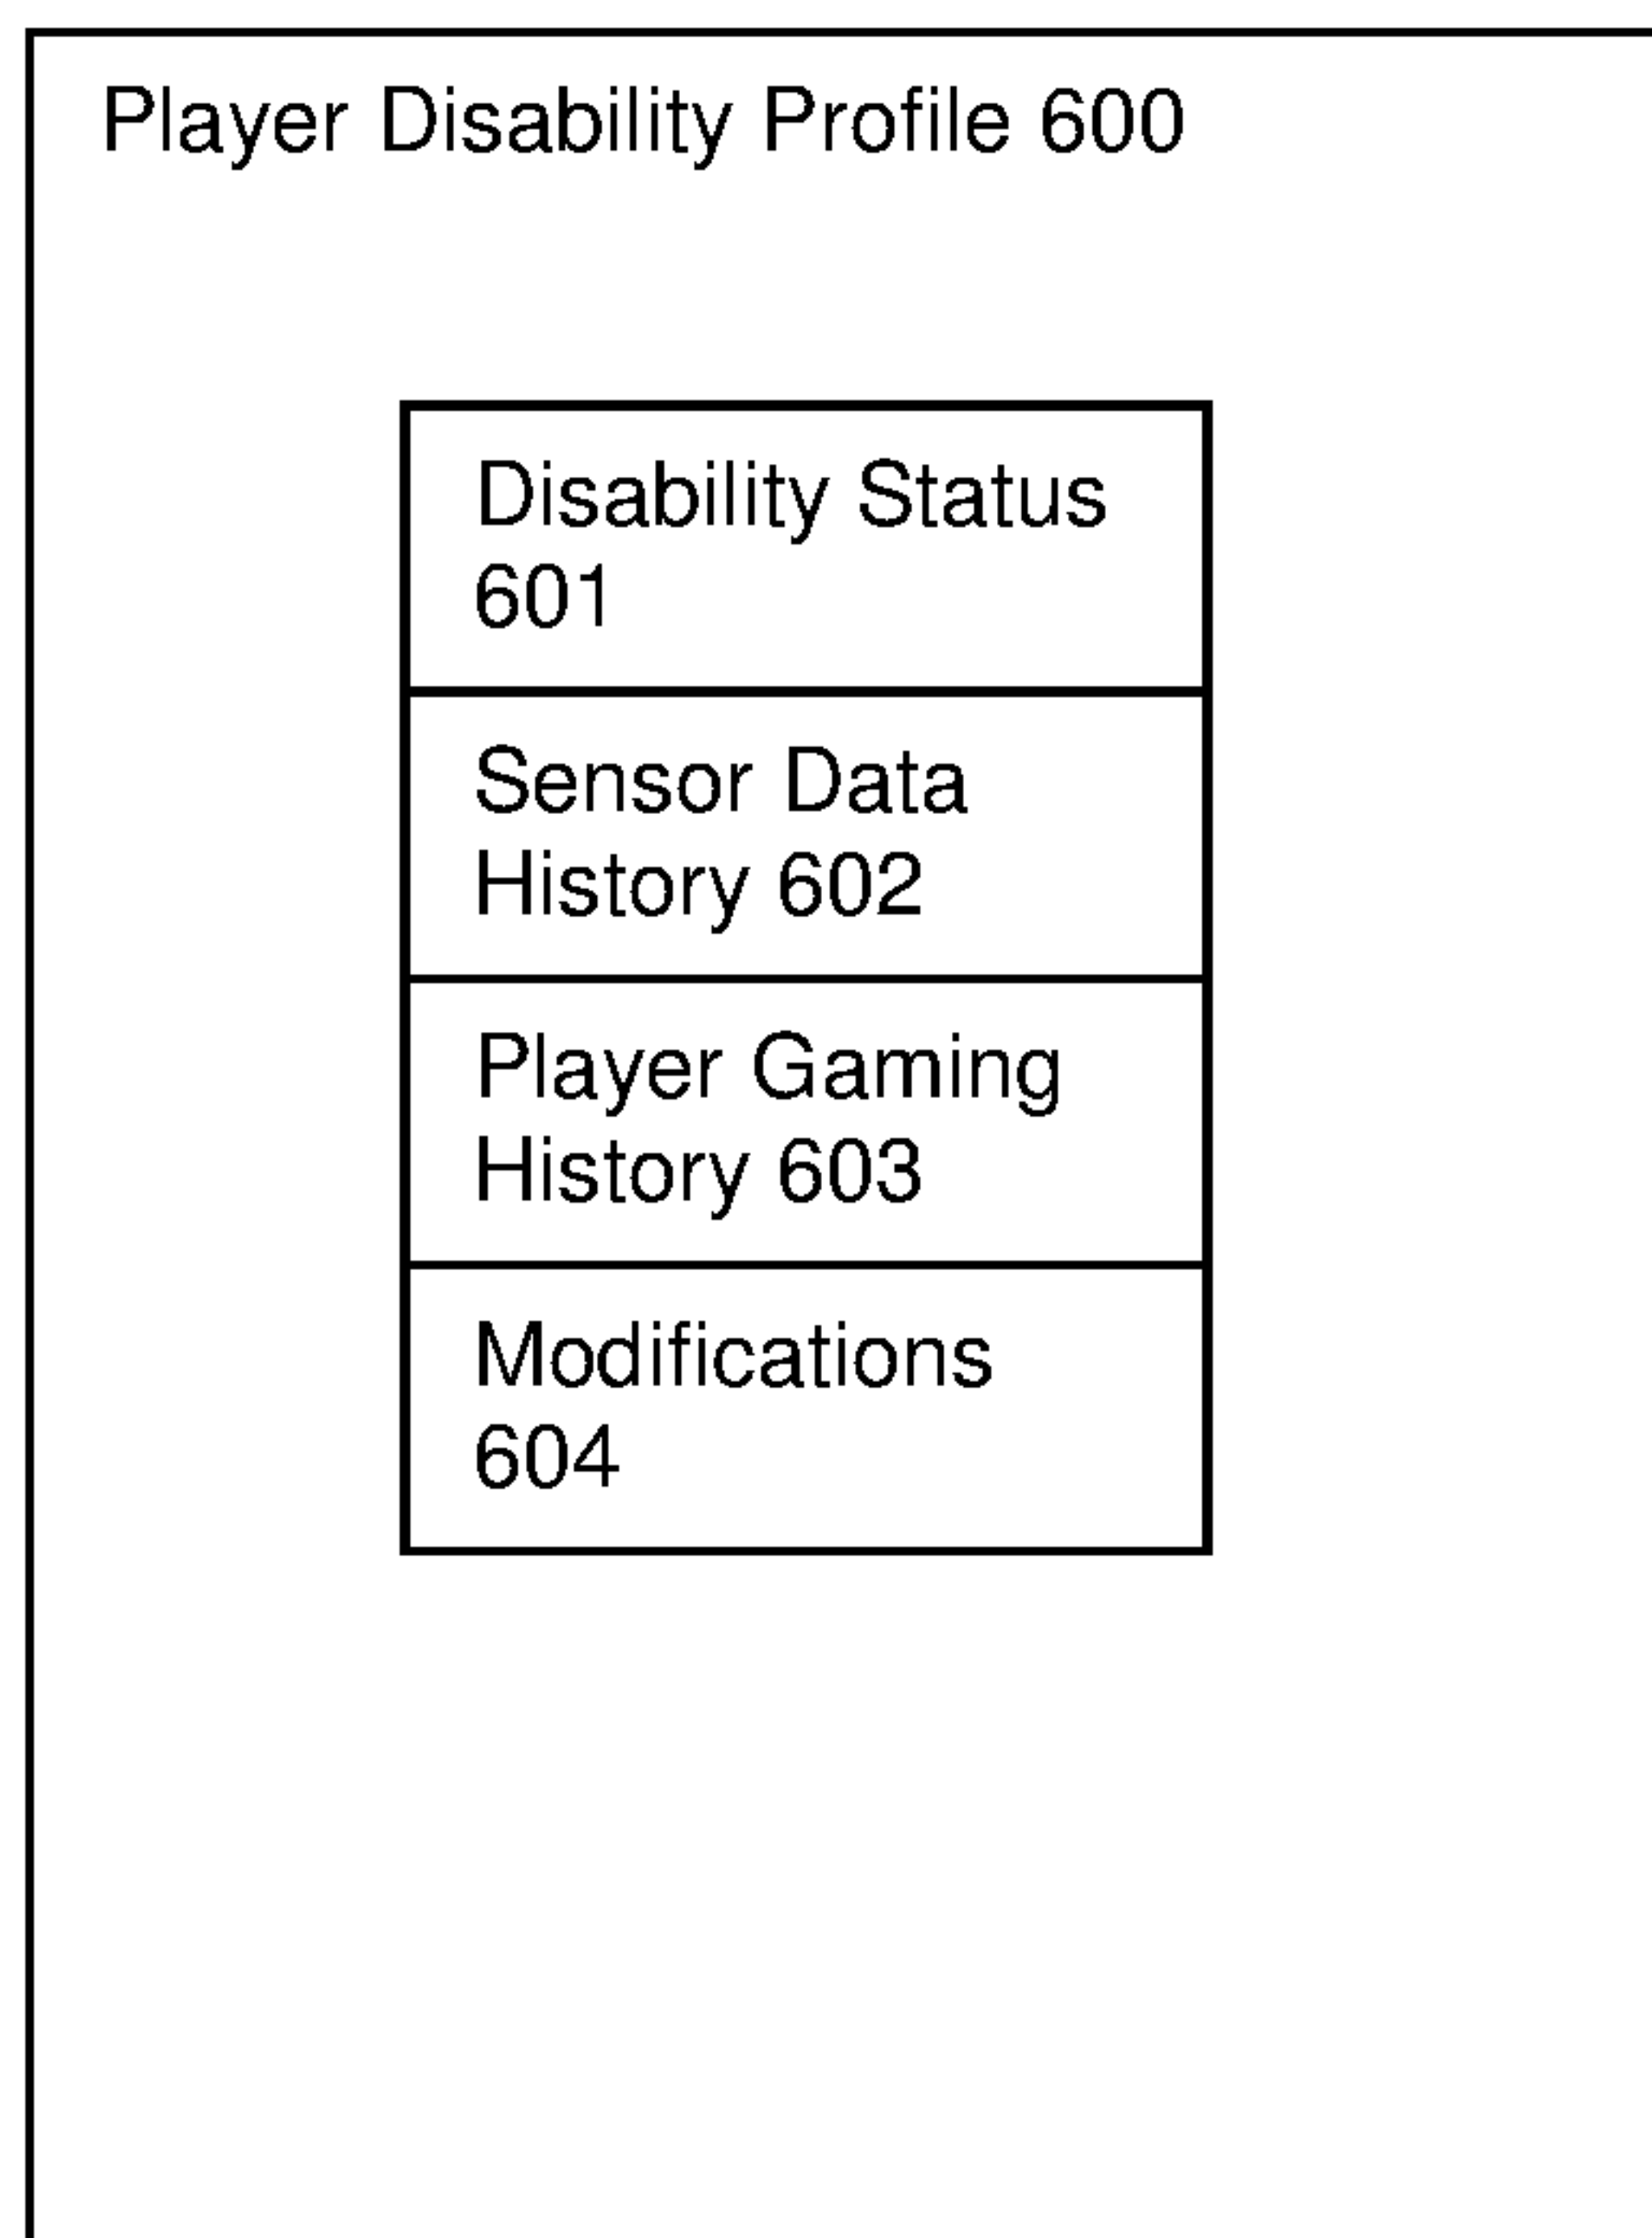 Player Disability Profile 600
Disability Status
601
Sensor Data
History 602
Player Gaming
History 603
Modifications
604